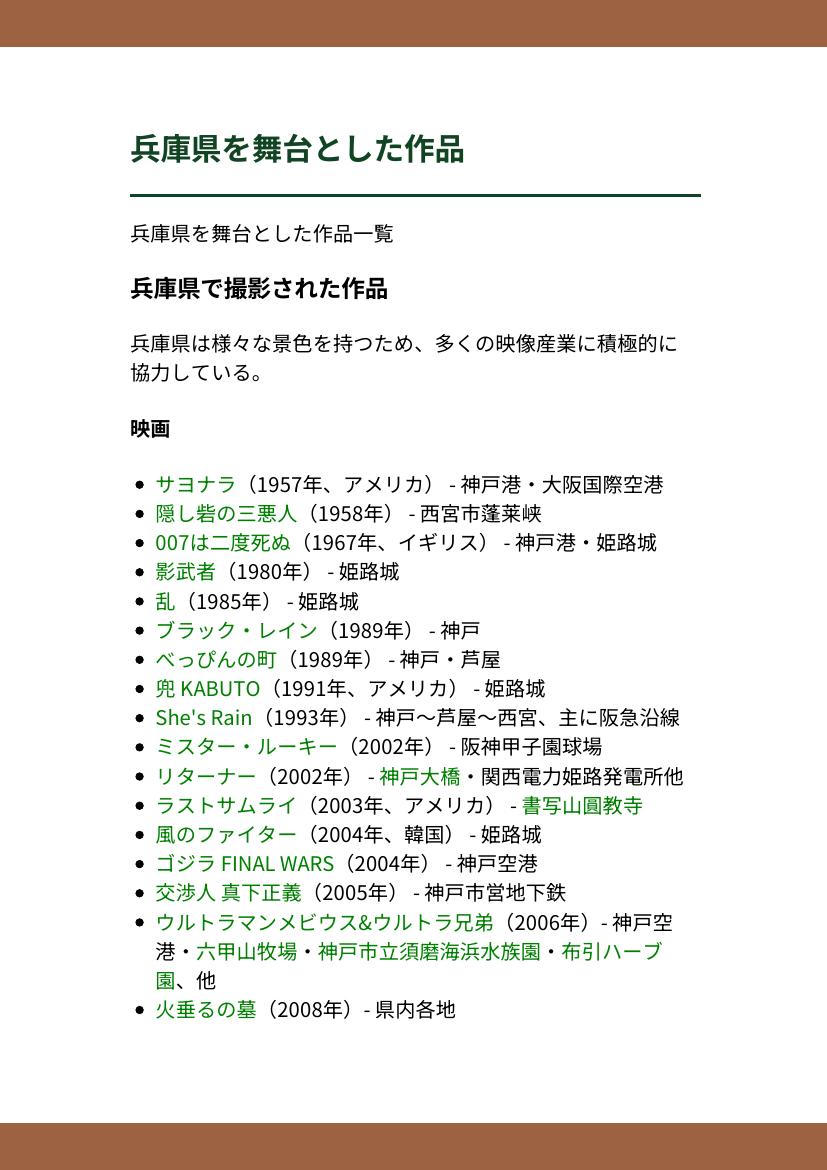 兵庫県を舞台とした作品
兵庫県を舞台とした作品一覧
兵庫県で撮影された作品
兵庫県は様々な景色を持つため、多くの映像産業に積極的に
協力している。
映画
• サヨナラ（1957年、アメリカ） - 神戸港・大阪国際空港
• 隠し砦の三悪人（1958年） - 西宮市蓬莱峡
• 007は二度死ぬ（1967年、イギリス） - 神戸港・姫路城
• 影武者（1980年） - 姫路城
• 乱（1985年） - 姫路城
• ブラック・レイン（1989年） - 神戸
• べっぴんの町（1989年） - 神戸・芦屋
• 兜 KABUTO（1991年、アメリカ） - 姫路城
• She's Rain（1993年） - 神戸〜芦屋〜西宮、主に阪急沿線
• ミスター・ルーキー（2002年） - 阪神甲子園球場
• リターナー（2002年） - 神戸大橋・関西電力姫路発電所他
• ラストサムライ（2003年、アメリカ） - 書写山圓教寺
• 風のファイター（2004年、韓国） - 姫路城
• ゴジラ FINAL WARS（2004年） - 神戸空港
• 交渉人 真下正義（2005年） - 神戸市営地下鉄
• ウルトラマンメビウス&ウルトラ兄弟（2006年）- 神戸空
港・六甲山牧場・神戸市立須磨海浜水族園・布引ハーブ
園、他
• 火垂るの墓（2008年）- 県内各地